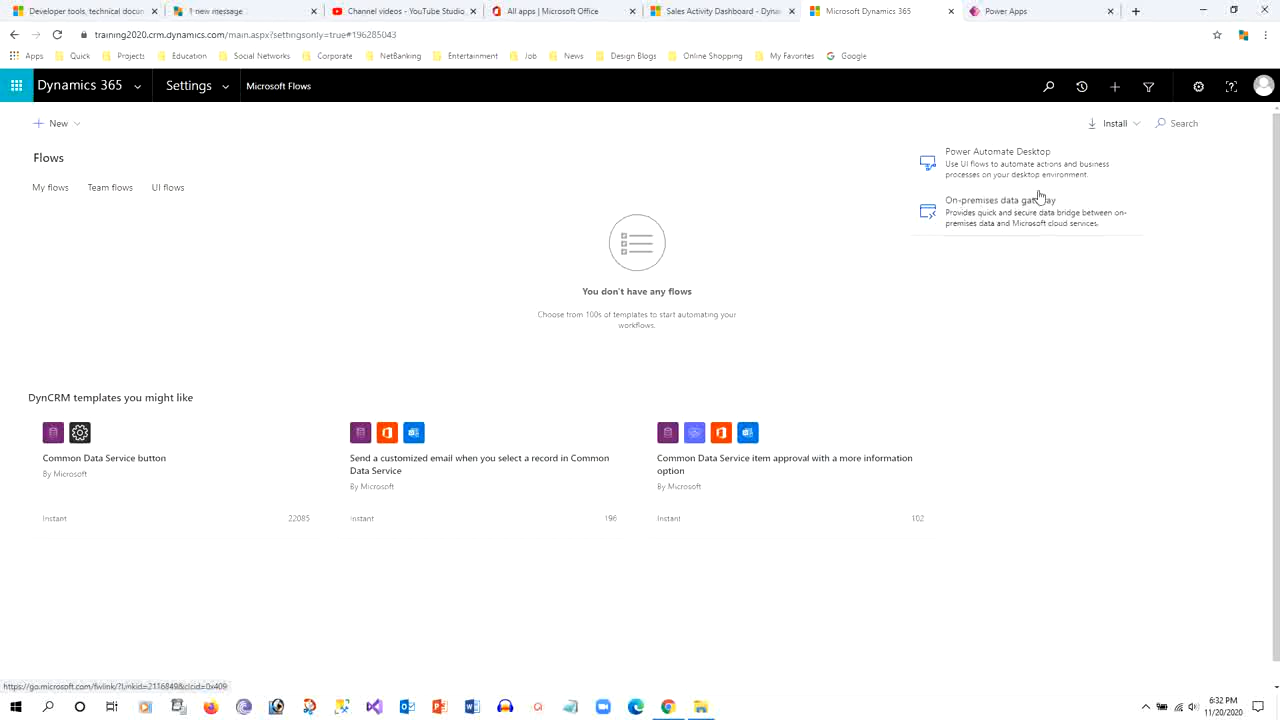 Developer tools, technical docum
1 new message
Channel videos - YouTube Studio
All apps | Microsoft Office
Sales Activity Dashboard - Dynam
Microsoft Dynamics 365
Power Apps
training2020.crm.dynamics.com/main.aspx?settingsonly=true#196285043
Apps Quick Projects Education Social Networks Corporate NetBanking Entertainment Job News Design Blogs Online Shopping My Favorites Google
Dynamics 365 Settings Microsoft Flows
New Install Search
Flows
My flows Team flows UI flows
Power Automate Desktop
Use UI flows to automate actions and business
processes on your desktop environment.
On-premises data gateway
Provides quick and secure data bridge between on-
premises data and Microsoft cloud services.
You don't have any flows
Choose from 100s of templates to start automating your
workflows.
DynCRM templates you might like
Common Data Service button
By Microsoft
Instant 22085
Send a customized email when you select a record in Common
Data Service
By Microsoft
Instant 196
Common Data Service item approval with a more information
option
By Microsoft
Instant 102
https://go.microsoft.com/fwlink/?linkid=2116849&clcid=0x409
6:32 PM
11/20/2020